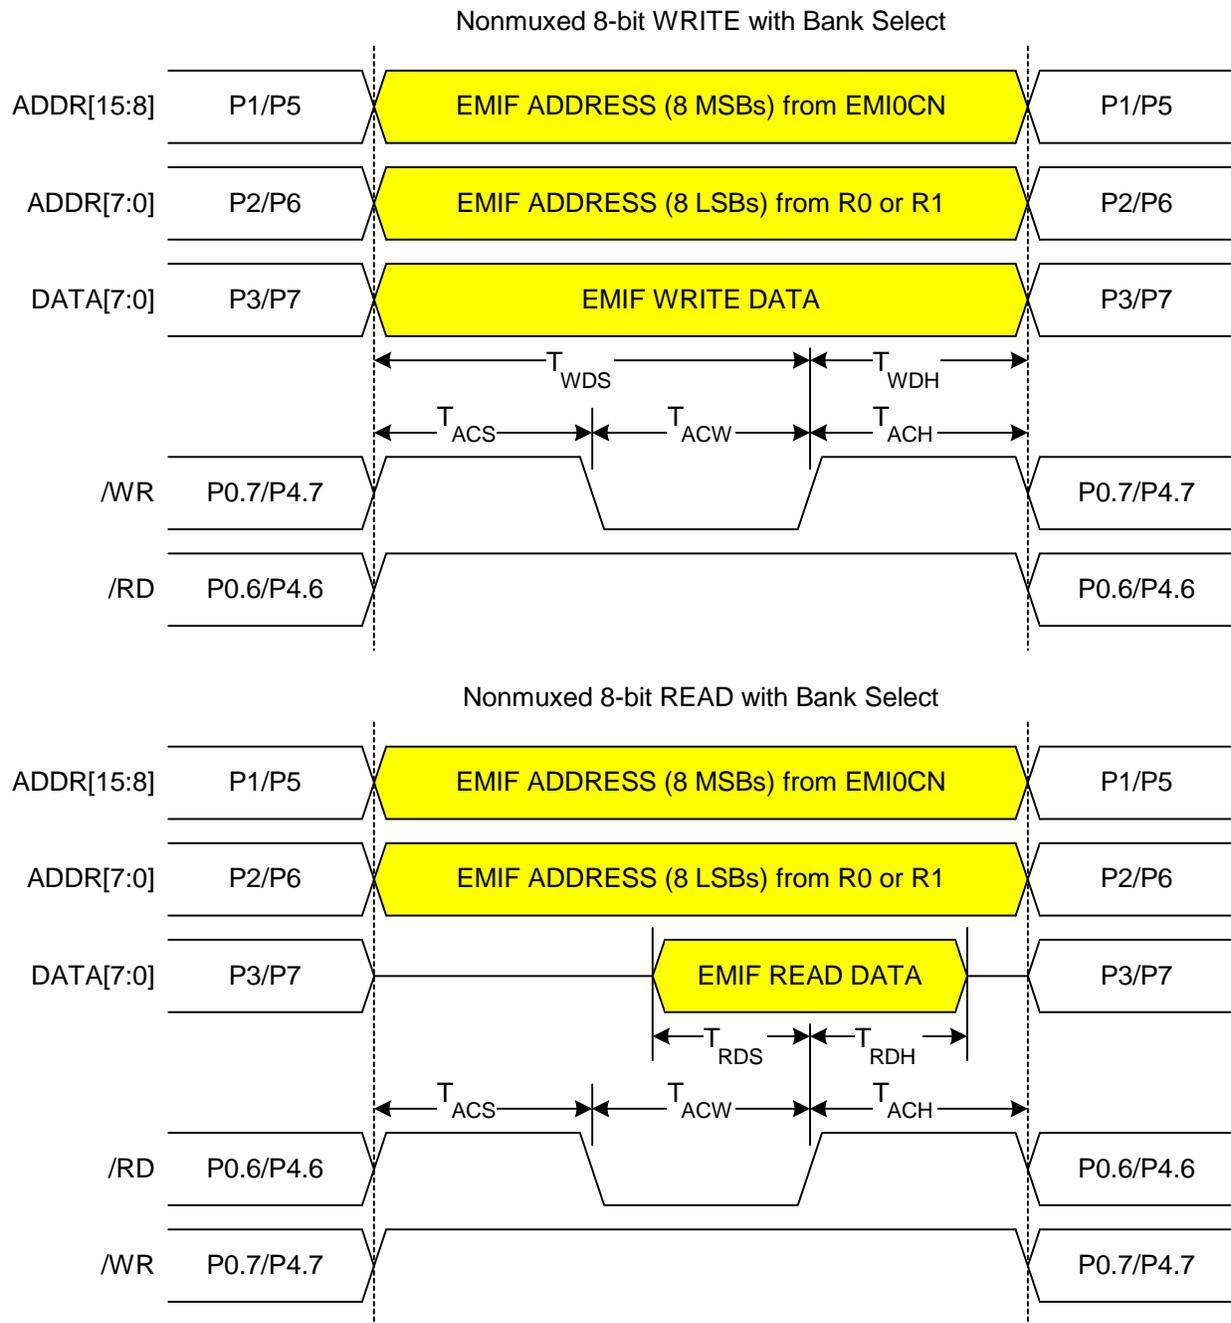 Nonmuxed 8-bit WRITE with Bank Select
ADDR[15:8] P1/P5 EMIF ADDRESS (8 MSBs) from EMI0CN P1/P5
ADDR[7:0] P2/P6 EMIF ADDRESS (8 LSBs) from R0 or R1 P2/P6
DATA[7:0] P3/P7 EMIF WRITE DATA P3/P7
TWDS TWDH
TACS TACW TACH
/WR P0.7/P4.7 P0.7/P4.7
/RD P0.6/P4.6 P0.6/P4.6
Nonmuxed 8-bit READ with Bank Select
ADDR[15:8] P1/P5 EMIF ADDRESS (8 MSBs) from EMI0CN P1/P5
ADDR[7:0] P2/P6 EMIF ADDRESS (8 LSBs) from R0 or R1 P2/P6
DATA[7:0] P3/P7 EMIF READ DATA P3/P7
TRDS TRDH
TACS TACW TACH
/RD P0.6/P4.6 P0.6/P4.6
/WR P0.7/P4.7 P0.7/P4.7